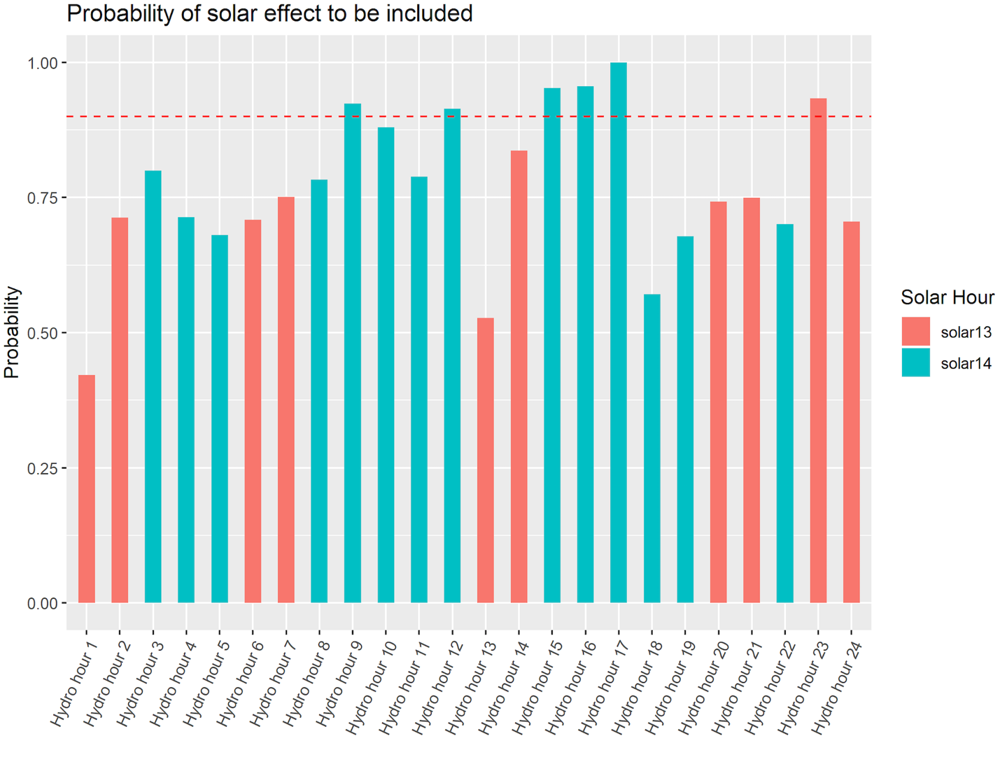 Probability of solar effect to be included
Probability
1.00
0.75
0.50
0.25
0.00
Hydro hour 1
Hydro hour 2
Hydro hour 3
Hydro hour 4
Hydro hour 5
Hydro hour 6
Hydro hour 7
Hydro hour 8
Hydro hour 9
Hydro hour 10
Hydro hour 11
Hydro hour 12
Hydro hour 13
Hydro hour 14
Hydro hour 15
Hydro hour 16
Hydro hour 17
Hydro hour 18
Hydro hour 19
Hydro hour 20
Hydro hour 21
Hydro hour 22
Hydro hour 23
Hydro hour 24
Solar Hour
solar13
solar14